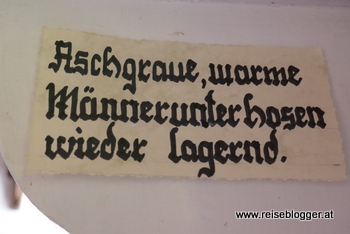 Aschgraue, warme
Männerunterhosen
wieder lagernd.
www.reiseblogger.at